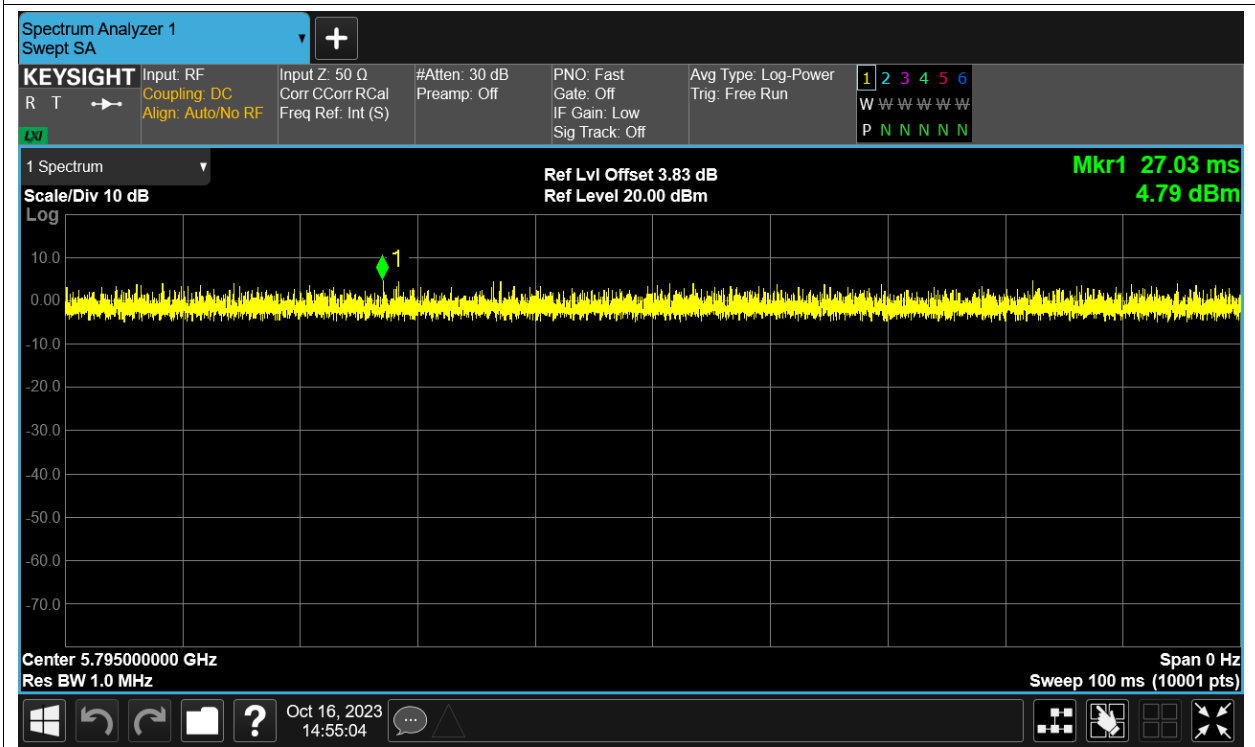 Spectrum Analyzer 1
Swept SA
KEYSIGHT
R T
LXI
Input: RF
Coupling: DC
Align: Auto/No RF
Input Z: 50 Ω
Corr CCorr RCal
Freq Ref: Int (S)
#Atten: 30 dB
Preamp: Off
PNO: Fast
Gate: Off
IF Gain: Low
Sig Track: Off
Avg Type: Log-Power
Trig: Free Run
1 2 3 4 5 6
W W W W W W
P N N N N N
1 Spectrum
Scale/Div 10 dB
Ref Lvl Offset 3.83 dB
Ref Level 20.00 dBm
Mkr1 27.03 ms
4.79 dBm
Log
1
10.0
0.00
-10.0
-20.0
-30.0
-40.0
-50.0
-60.0
-70.0
Center 5.795000000 GHz
Res BW 1.0 MHz
Span 0 Hz
Sweep 100 ms (10001 pts)
?
Oct 16, 2023
14:55:04